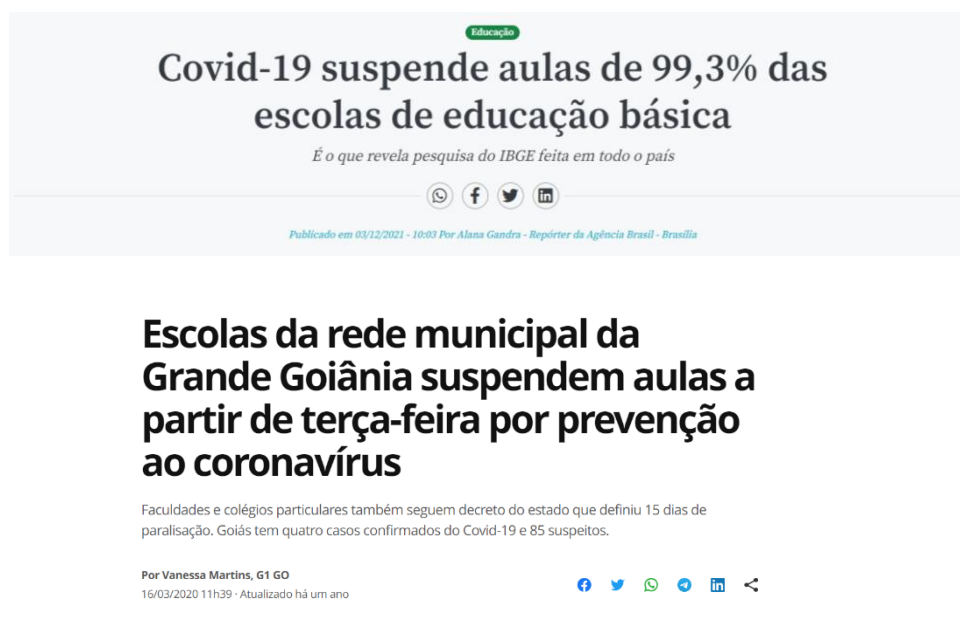 Educação
Covid-19 suspende aulas de 99,3% das
escolas de educação básica
É o que revela pesquisa do IBGE feita em todo o país
Publicado em 03/12/2021 - 10:03 Por Alana Gandra - Repórter da Agência Brasil - Brasília
Escolas da rede municipal da
Grande Goiânia suspendem aulas a
partir de terça-feira por prevenção
ao coronavírus
Faculdades e colégios particulares também seguem decreto do estado que definiu 15 dias de
paralisação. Goiás tem quatro casos confirmados do Covid-19 e 85 suspeitos.
Por Vanessa Martins, G1 GO
16/03/2020 11h39 · Atualizado há um ano